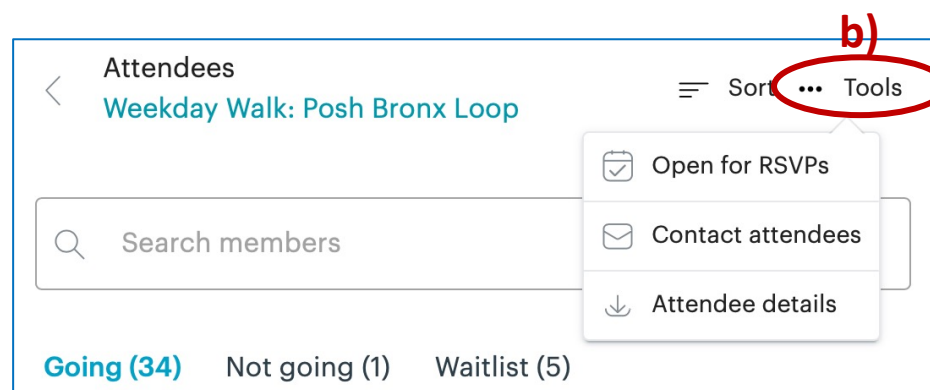 b)
Attendees
Weekday Walk: Posh Bronx Loop
Sort ••• Tools
Open for RSVPs
Search members
Contact attendees
Attendee details
Going (34) Not going (1) Waitlist (5)